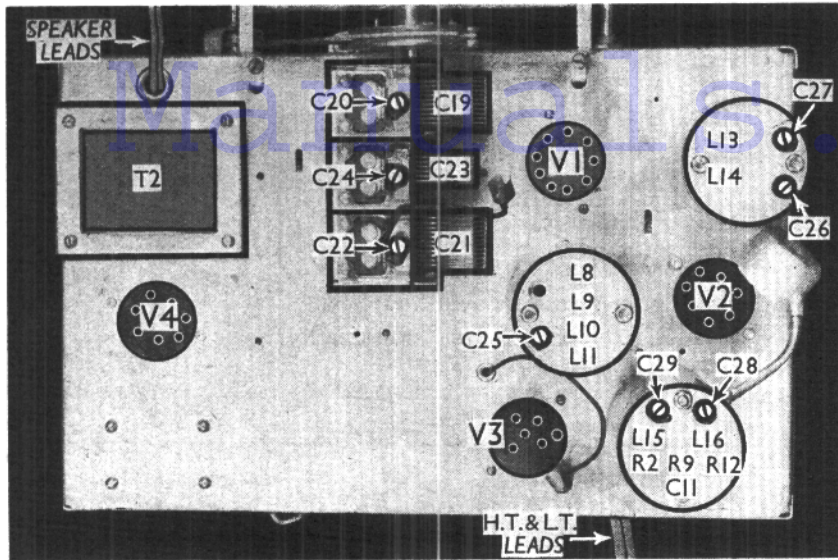 SPEAKER
LEADS
Manuals.
C27
C20
C19
L13
V1
T2
C24
C23
L14
C26
C22
C21
L8
V2
L9
V4
L10
C25
L11
C29
C28
V3
L15
L16
R2
R9
R12
C11
H.T.&L.T.
LEADS